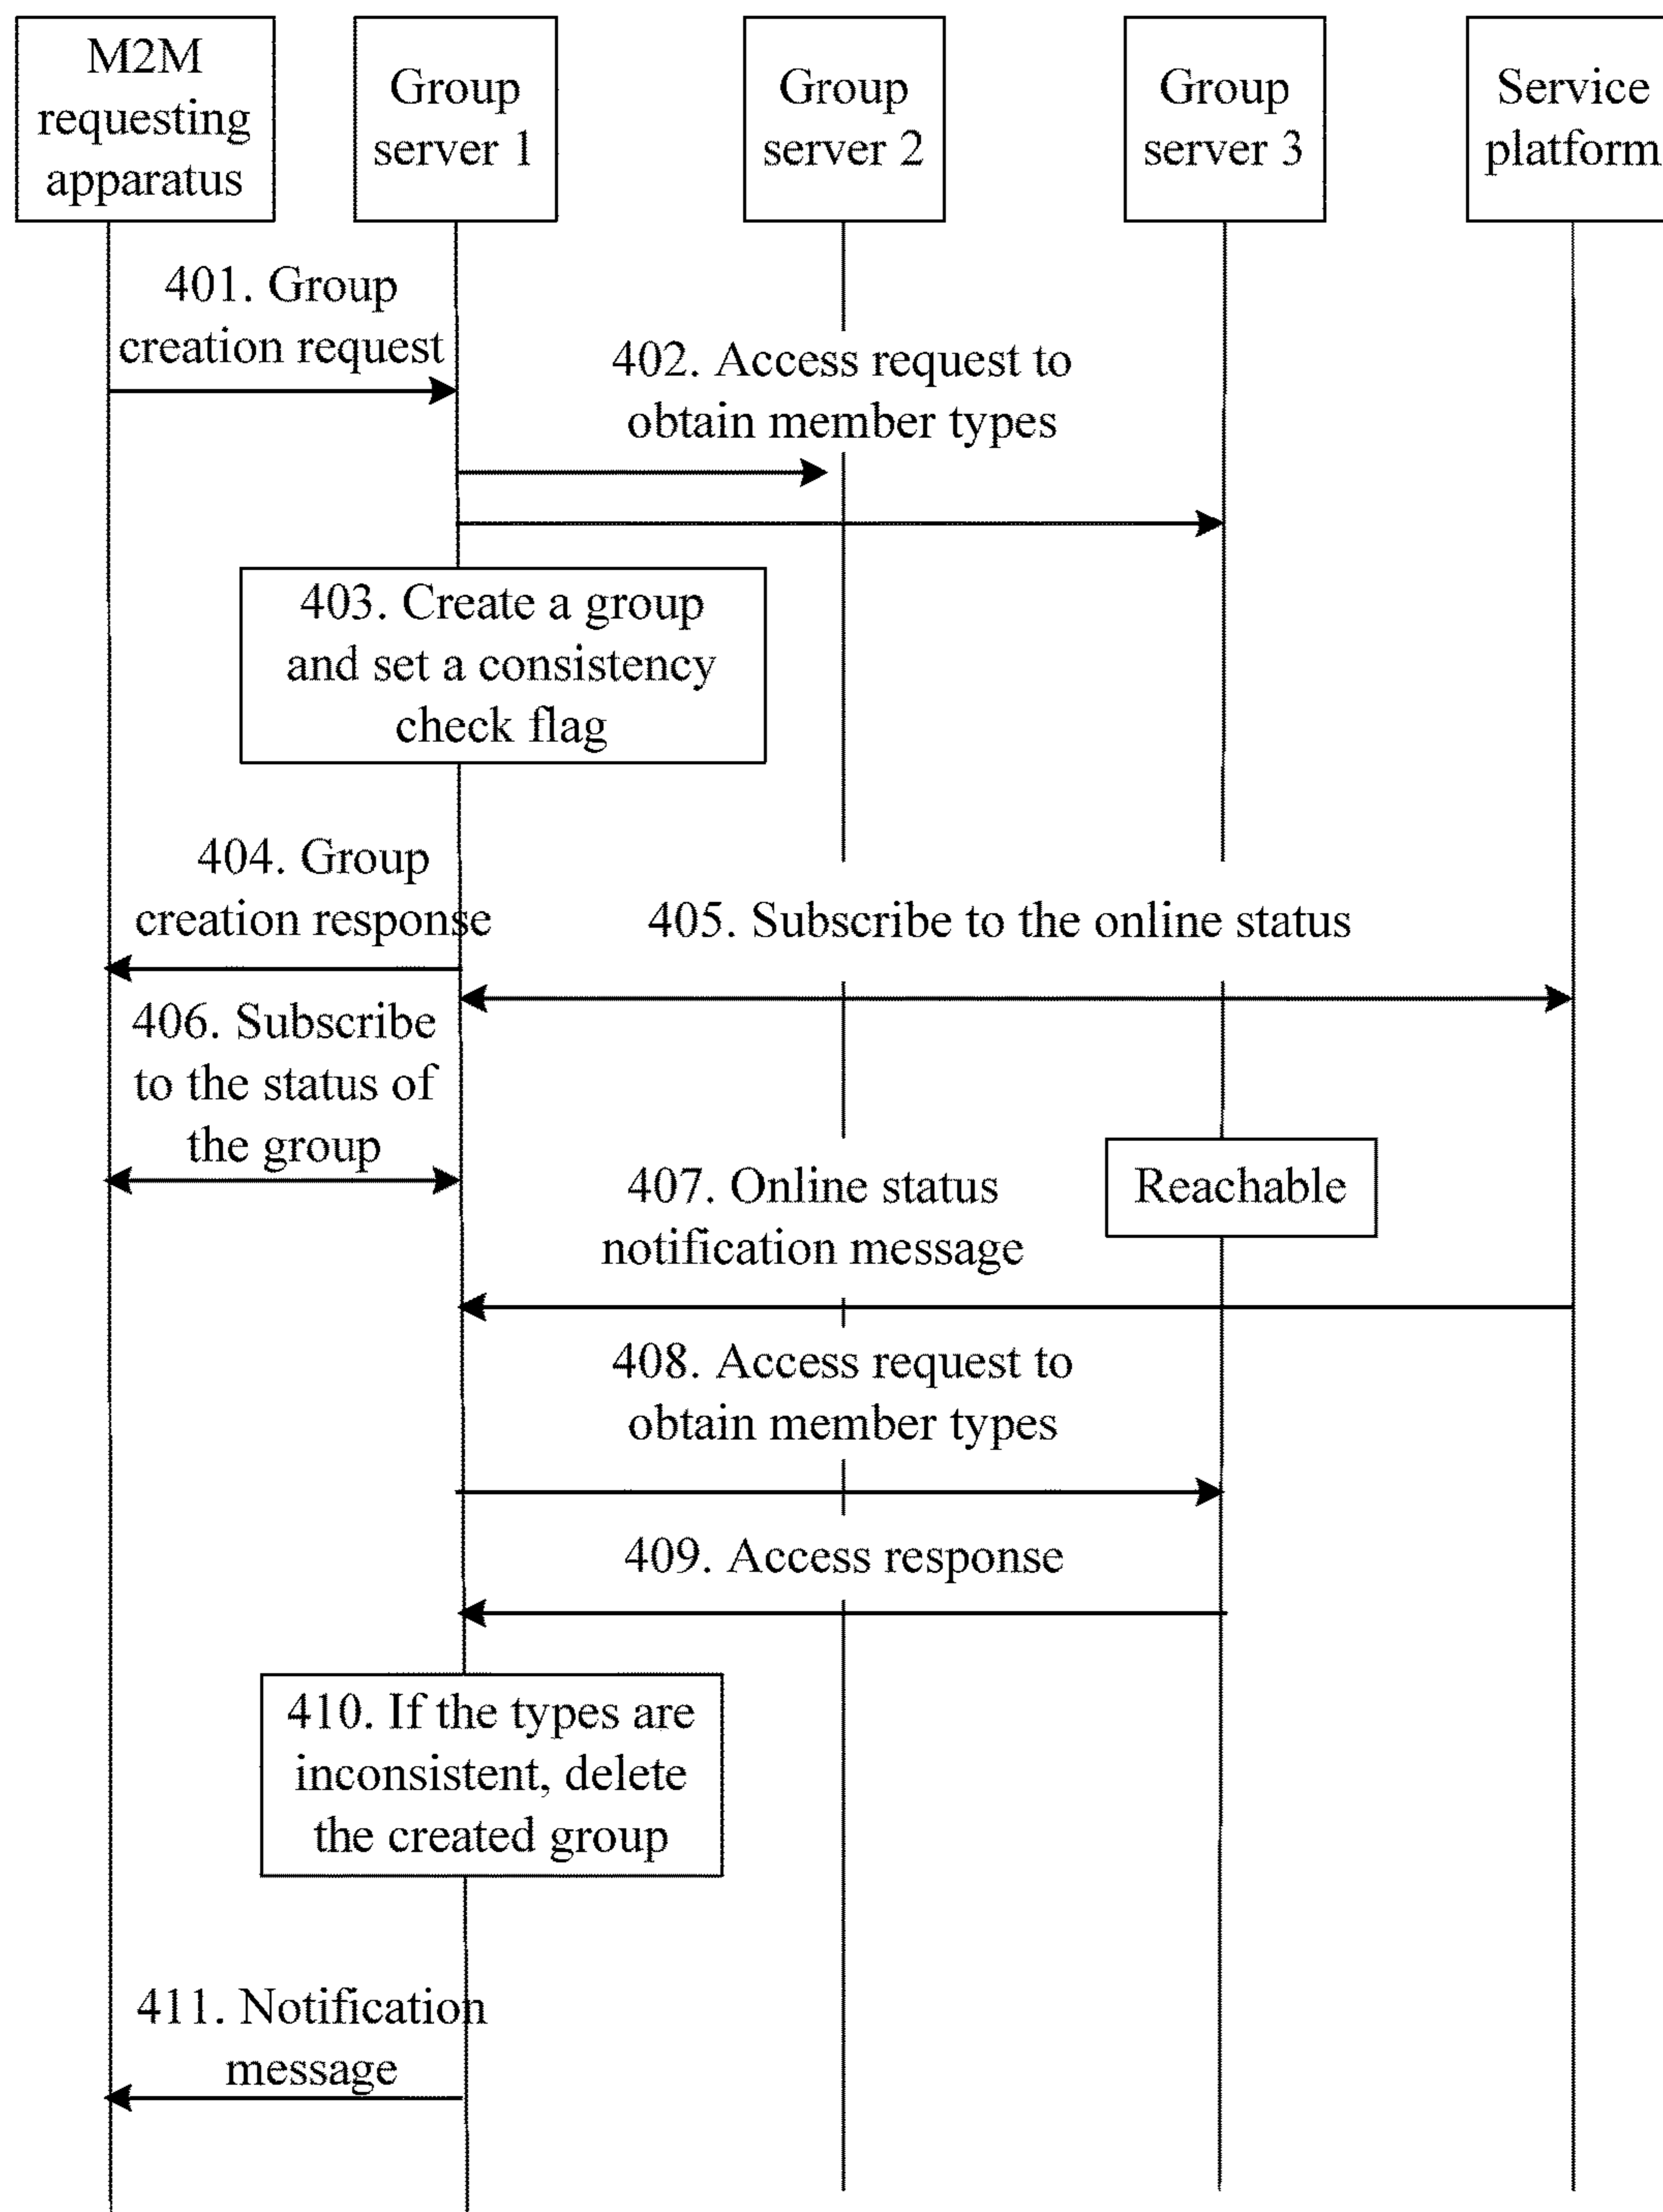 M2M
requesting
apparatus
Group
server 1
Group
server 2
Group
server 3
Service
platform
401. Group
creation request
402. Access request to
obtain member types
403. Create a group
and set a consistency
check flag
404. Group
creation response
405. Subscribe to the online status
406. Subscribe
to the status of
the group
Reachable
407. Online status
notification message
408. Access request to
obtain member types
409. Access response
410. If the types are
inconsistent, delete
the created group
411. Notification
message